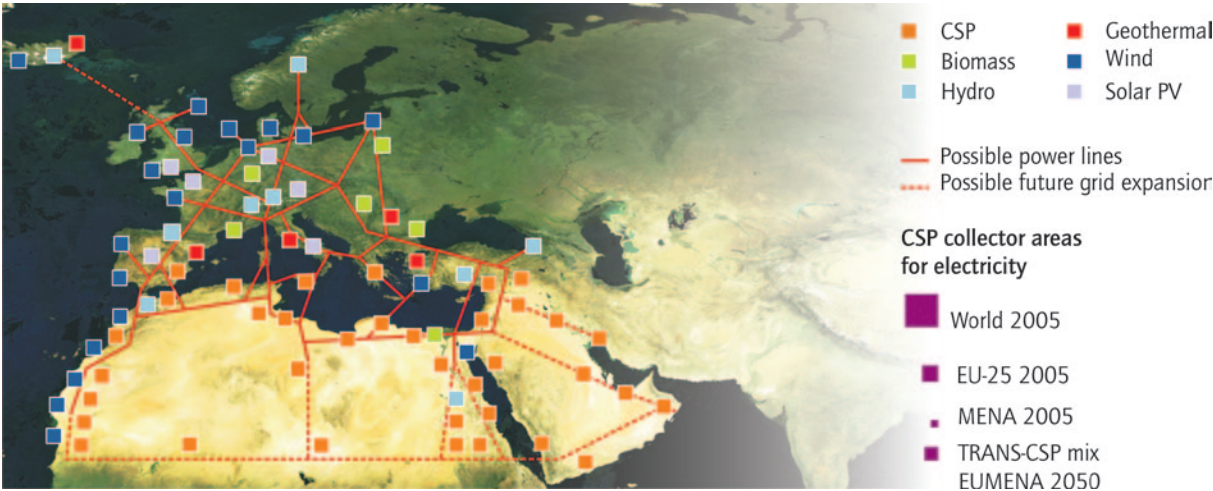 CSP
Biomass
Hydro
Geothermal
Wind
Solar PV
Possible power lines
Possible future grid expansion
CSP collector areas
for electricity
World 2005
EU-25 2005
MENA 2005
TRANS-CSP mix
EUMENA 2050